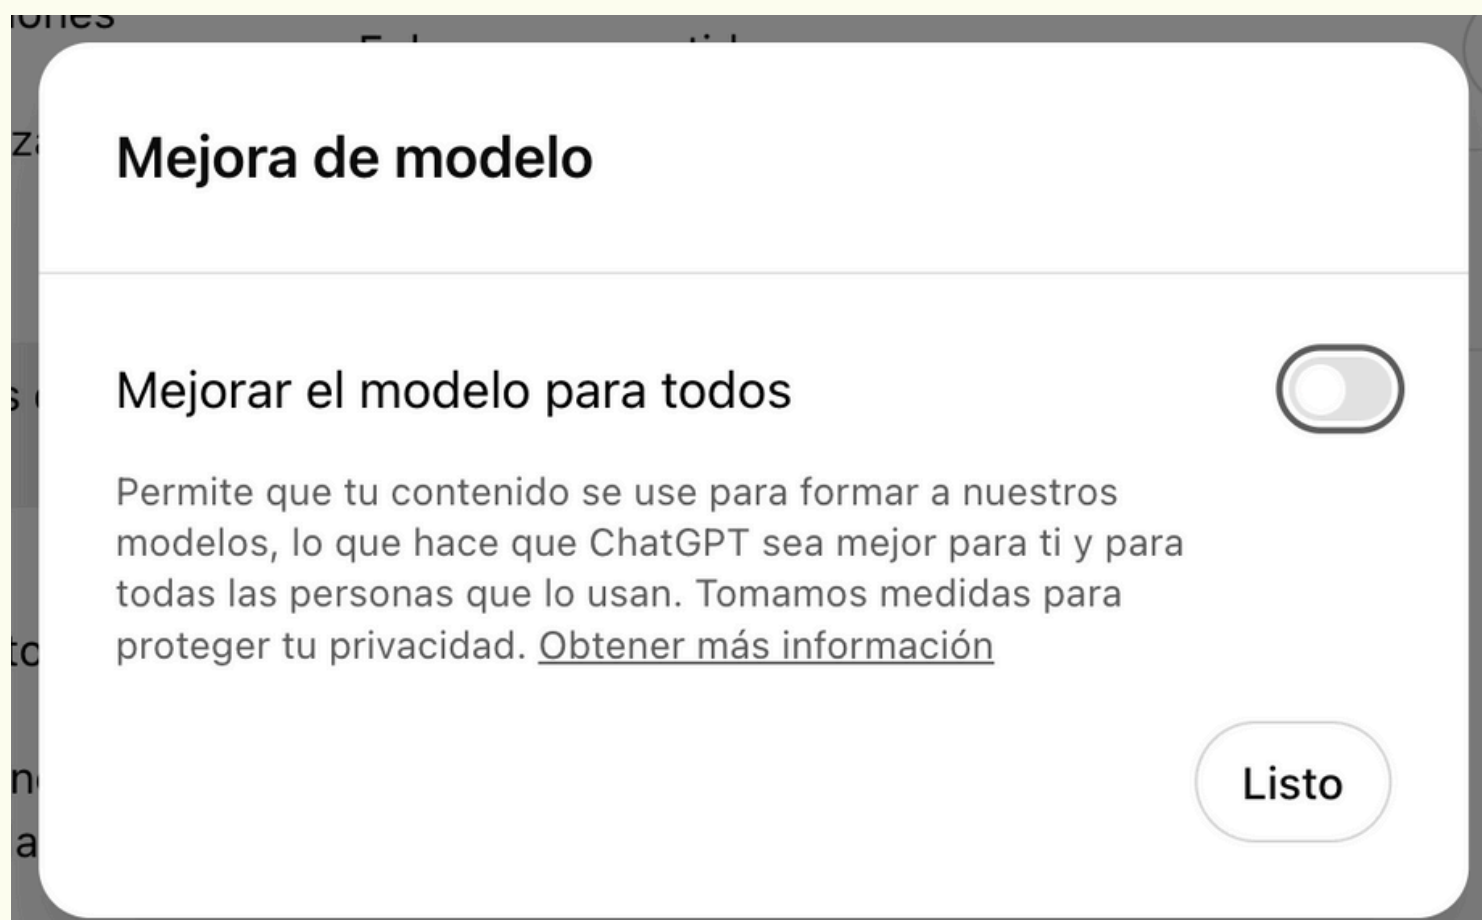 iones
Mejora de modelo
Mejorar el modelo para todos
Permite que tu contenido se use para formar a nuestros
modelos, lo que hace que ChatGPT sea mejor para ti y para
todas las personas que lo usan. Tomamos medidas para
proteger tu privacidad. Obtener más información
Listo